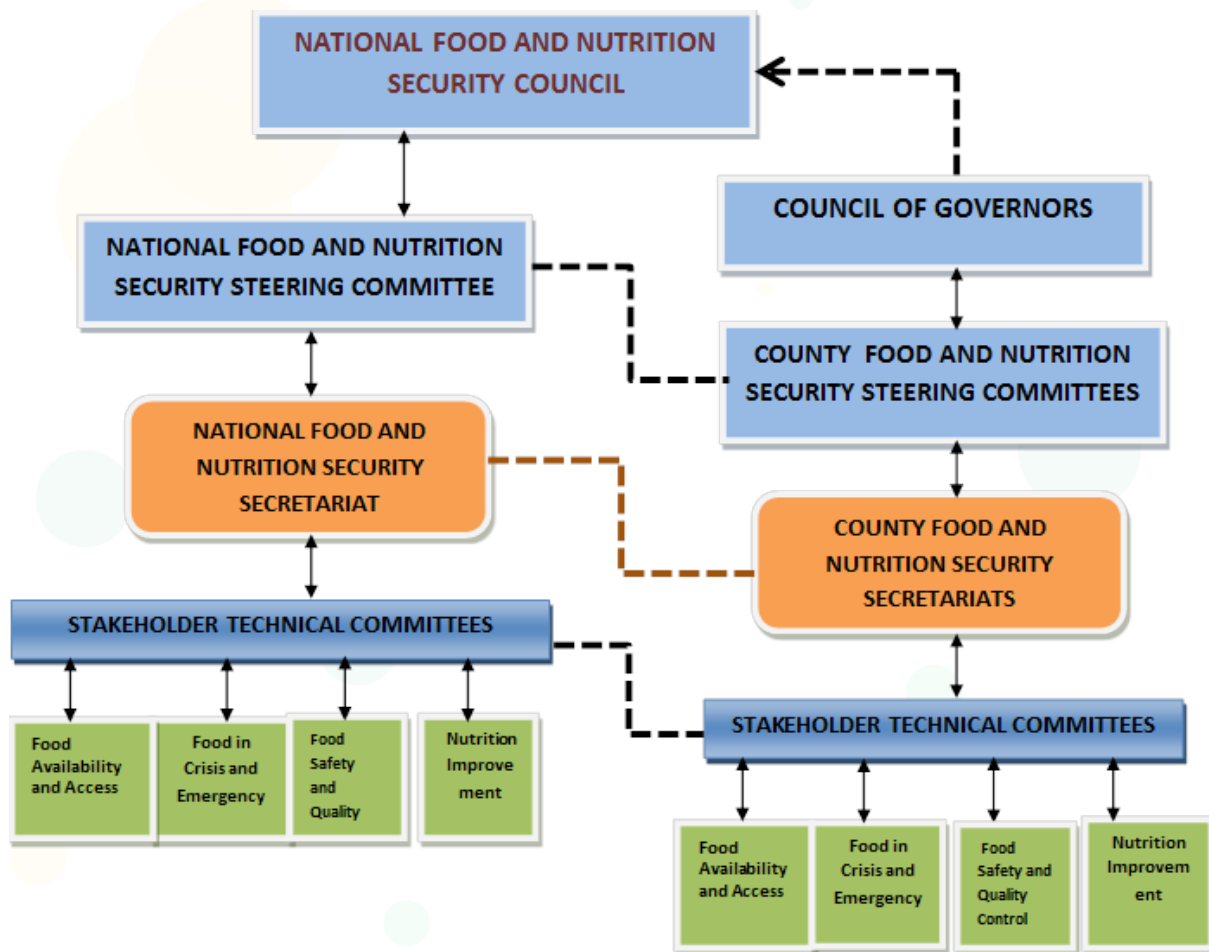 NATIONAL FOOD AND NUTRITION
SECURITY COUNCIL
COUNCIL OF GOVERNORS
NATIONAL FOOD AND NUTRITION
SECURITY STEERING COMMITTEE
COUNTY FOOD AND NUTRITION
SECURITY STEERING COMMITTEES
NATIONAL FOOD AND
NUTRITION SECURITY
SECRETARIAT
COUNTY FOOD AND
NUTRITION SECURITY
SECRETARIATS
STAKEHOLDER TECHNICAL COMMITTEES
Food
Availability
and Access
Food in
Crisis and
Emergency
Food
Safety
and
Quality
Nutrition
Improve
ment
STAKEHOLDER TECHNICAL COMMITTEES
Food
Availability
and Access
Food in
Crisis and
Emergency
Food
Safety and
Quality
Control
Nutrition
Improvem
ent